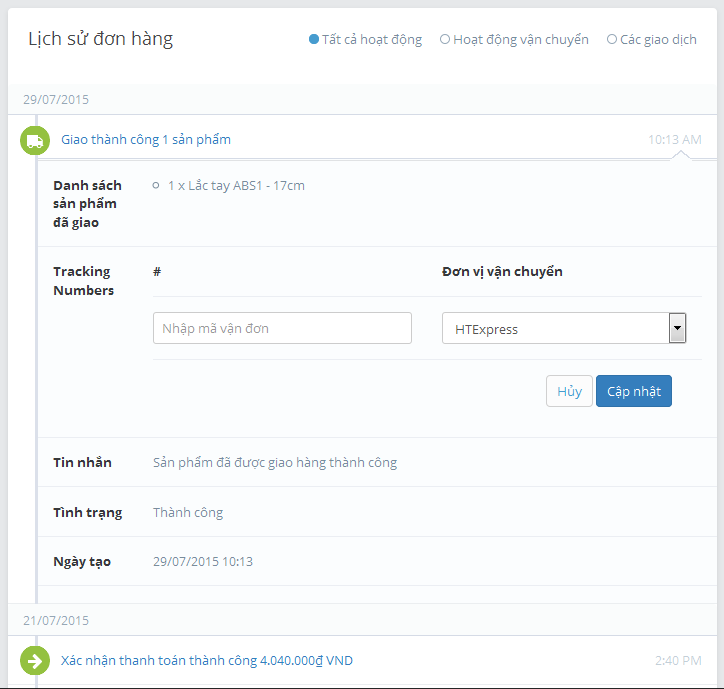 Lịch sử đơn hàng
Tất cả hoạt động Hoạt động vận chuyển Các giao dịch
29/07/2015
Giao thành công 1 sản phẩm 10:13 AM
Danh sách sản phẩm đã giao
1 x Lắc tay ABS1 - 17cm
Tracking Numbers
# Đơn vị vận chuyển
Nhập mã vận đơn HTExpress
Hủy Cập nhật
Tin nhắn Sản phẩm đã được giao hàng thành công
Tình trạng Thành công
Ngày tạo 29/07/2015 10:13
21/07/2015
Xác nhận thanh toán thành công 4.040.000₫ VND 2:40 PM